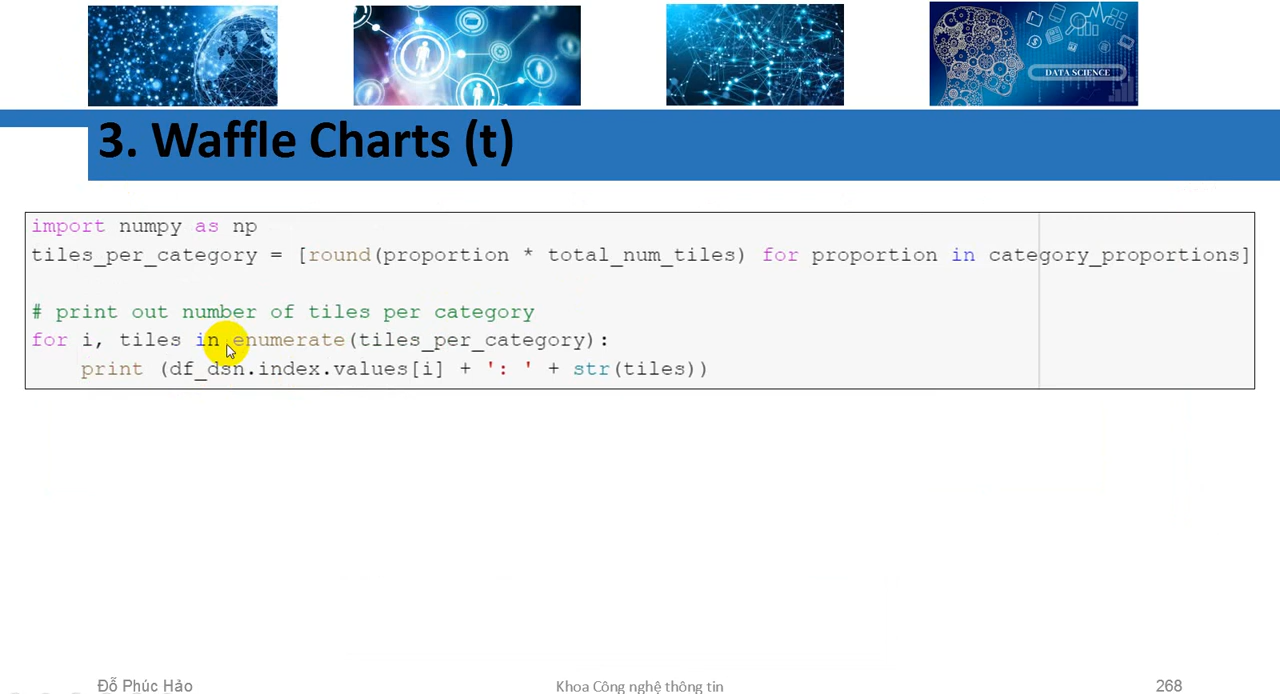 DATA SCIENCE
3. Waffle Charts (t)
import numpy as np
tiles_per_category = [round(proportion * total_num_tiles) for proportion in category_proportions]
# print out number of tiles per category
for i, tiles in enumerate(tiles_per_category):
    print (df_dsn.index.values[i] + ': ' + str(tiles))
Đỗ Phúc Hảo
Khoa Công nghệ thông tin
268